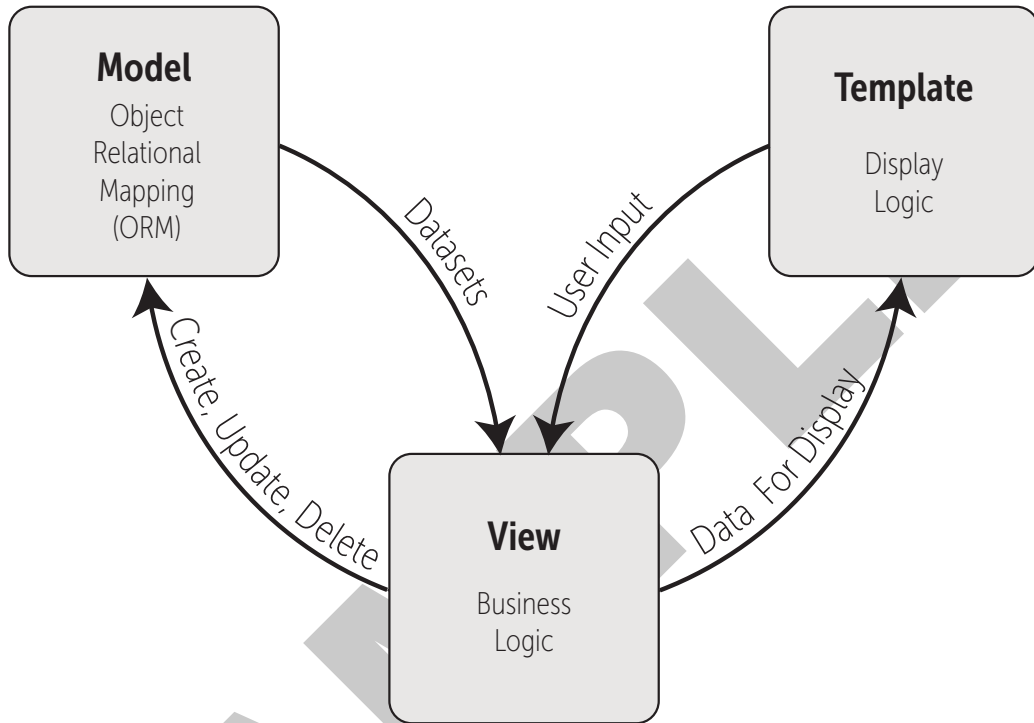 Model
Object
Relational
Mapping
(ORM)
Template
Display
Logic
Datasets
User Input
Create, Update, Delete
Data For Display
View
Business
Logic